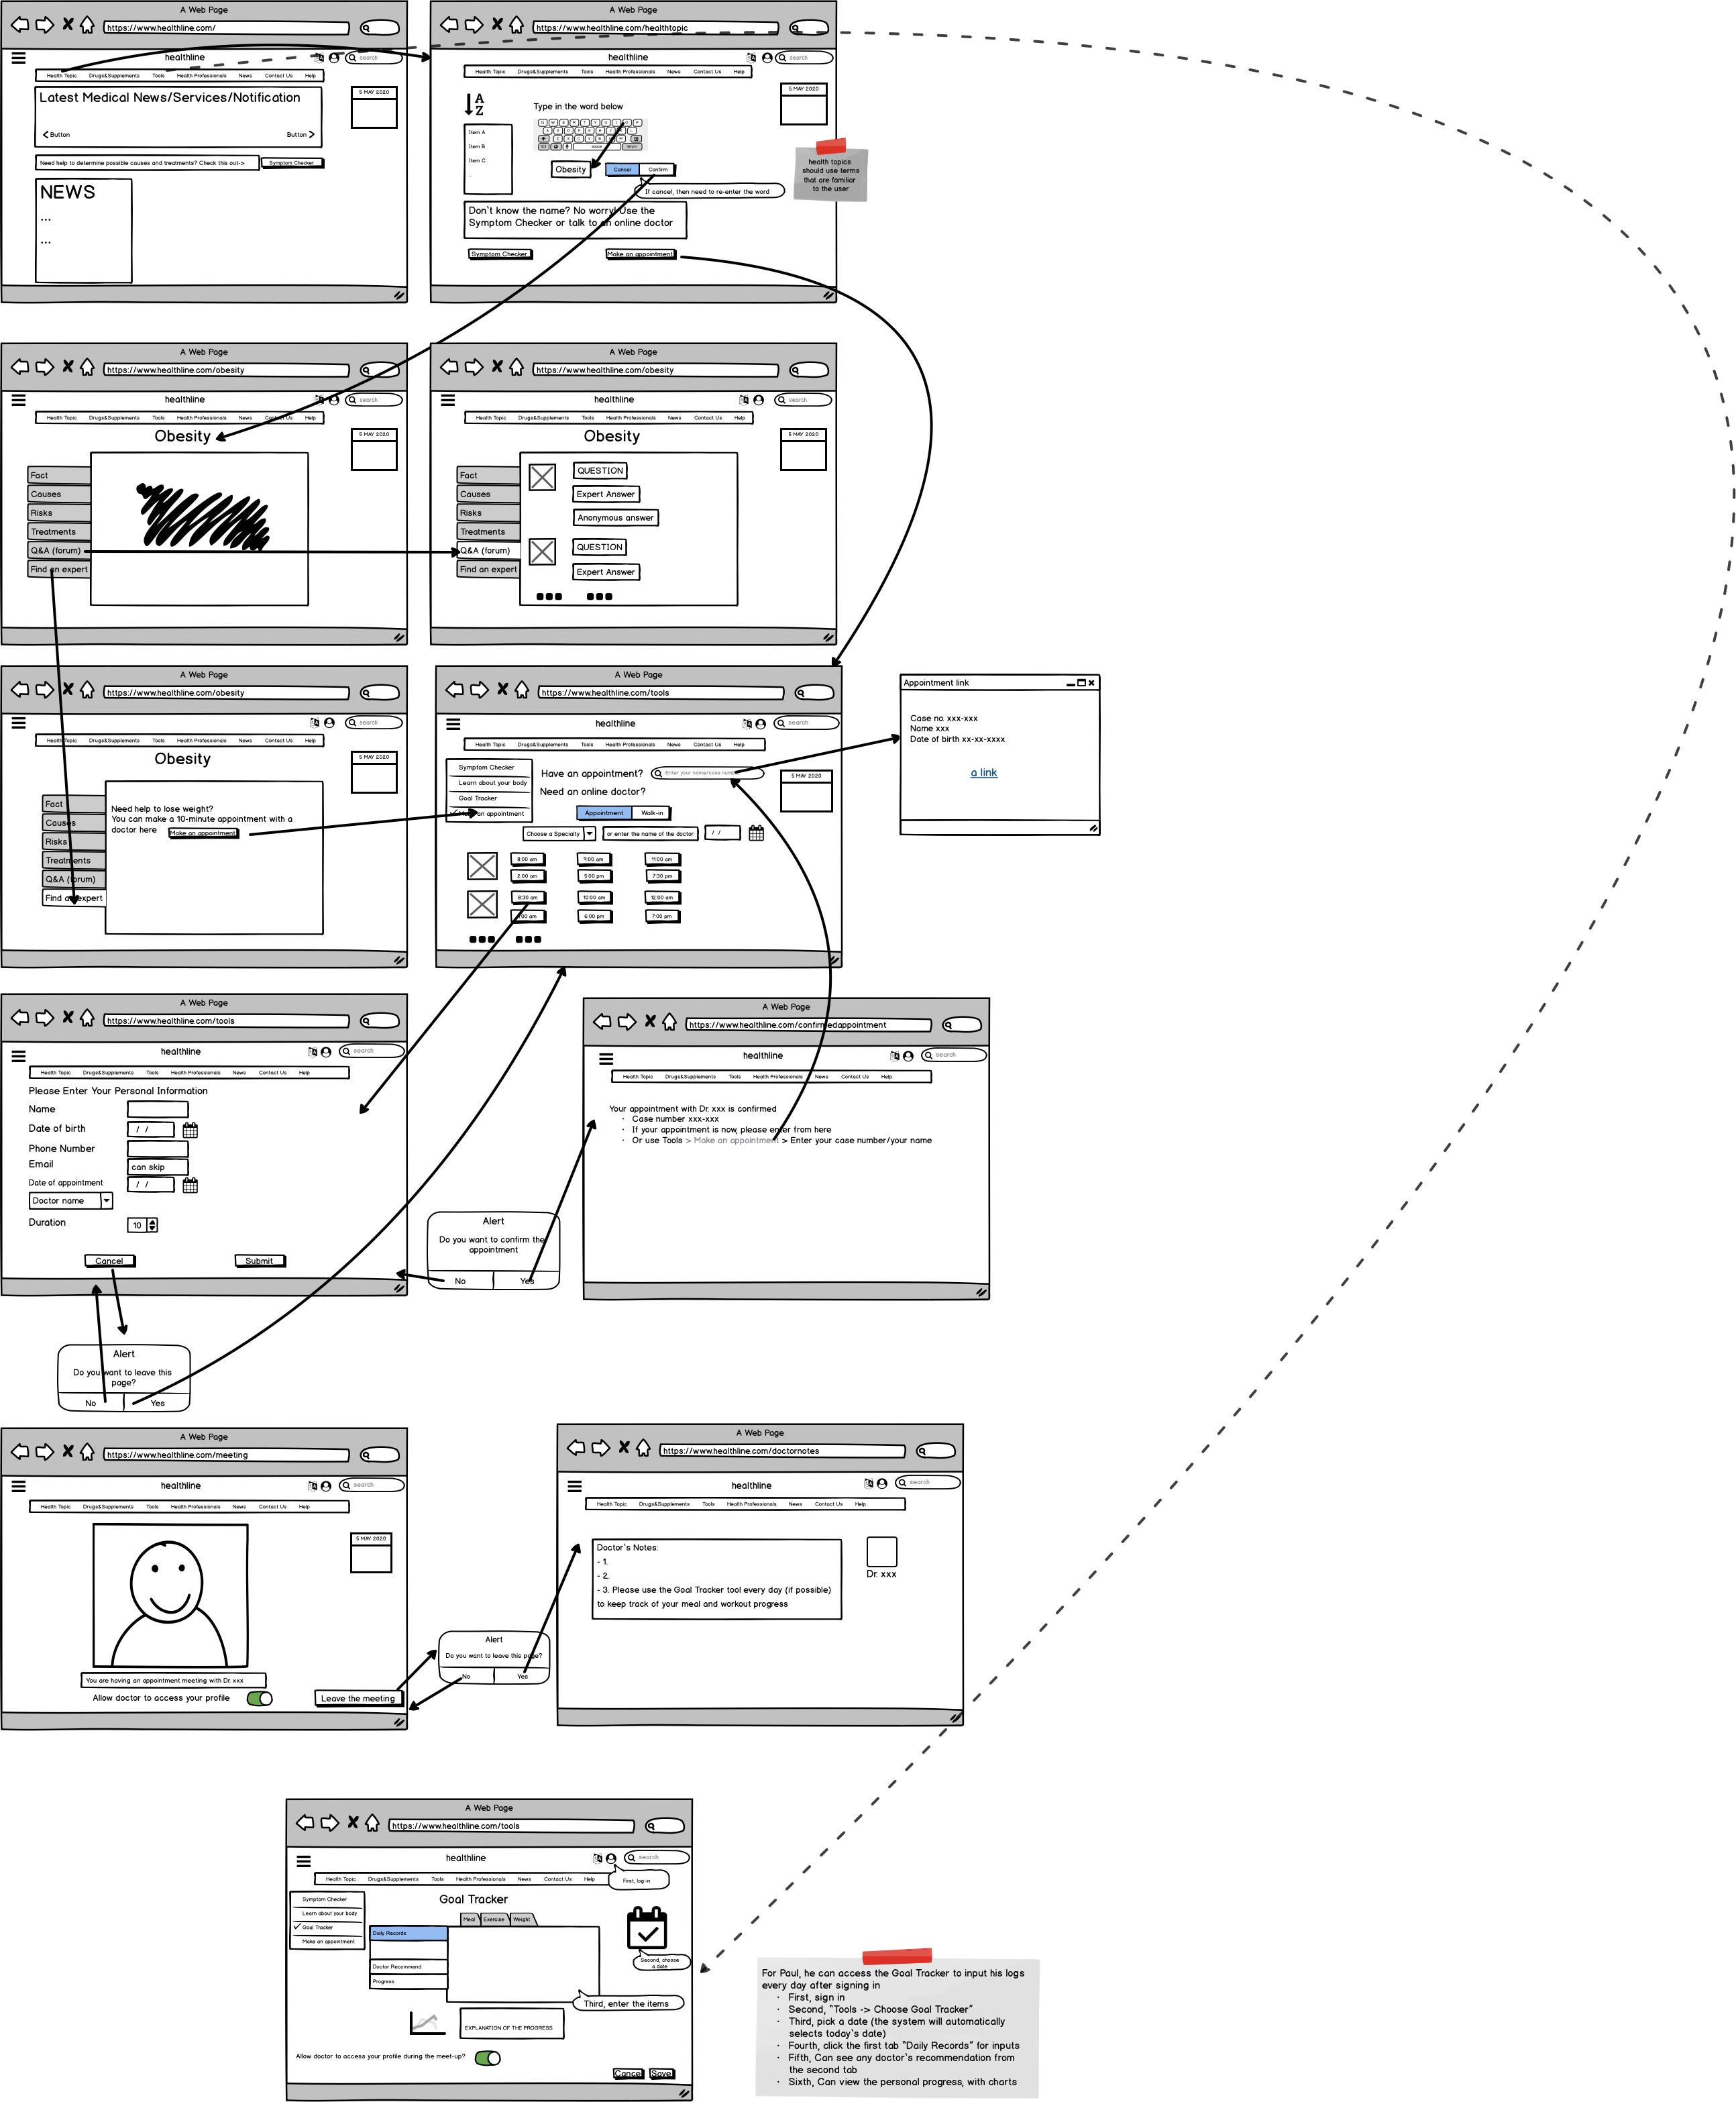 A Web Page
https://www.healthline.com/
healthline
search
Health Topic Drugs&Supplements Tools Health Professionals News Contact Us Help
Latest Medical News/Services/Notification
Button
Button
5 MAY 2020
Need help to determine possible causes and treatments? Check this out->
Symptom Checker
NEWS
...
...
A Web Page
https://www.healthline.com/healthtopic
healthline
search
Health Topic Drugs&Supplements Tools Health Professionals News Contact Us Help
A
Z
Type in the word below
5 MAY 2020
Item A
Item B
Item C
...
Obesity
Cancel
Confirm
If cancel, then need to re-enter the word
Don`t know the name? No worry! Use the
Symptom Checker or talk to an online doctor
Symptom Checker
Make an appointment
health topics
should use terms
that are familiar
to the user
A Web Page
https://www.healthline.com/obesity
healthline
search
Health Topic Drugs&Supplements Tools Health Professionals News Contact Us Help
Obesity
5 MAY 2020
Fact
Causes
Risks
Treatments
Q&A (forum)
Find an expert
A Web Page
https://www.healthline.com/obesity
healthline
search
Health Topic Drugs&Supplements Tools Health Professionals News Contact Us Help
Obesity
5 MAY 2020
Fact
Causes
Risks
Treatments
Q&A (forum)
Find an expert
QUESTION
Expert Answer
Anonymous answer
QUESTION
Expert Answer
A Web Page
https://www.healthline.com/obesity
healthline
search
Health Topic Drugs&Supplements Tools Health Professionals News Contact Us Help
Obesity
5 MAY 2020
Fact
Causes
Risks
Treatments
Q&A (forum)
Find an expert
Need help to lose weight?
You can make a 10-minute appointment with a
doctor here
Make an appointment
A Web Page
https://www.healthline.com/tools
healthline
search
Health Topic Drugs&Supplements Tools Health Professionals News Contact Us Help
Symptom Checker
Learn about your body
Goal Tracker
Make an appointment
Have an appointment?
Enter your name/case number
Need an online doctor?
5 MAY 2020
Appointment
Walk-in
Choose a Specialty
or enter the name of the doctor
/ /
8:00 am 9:00 am 11:00 am
2:00 am 5:00 pm 7:30 pm
8:30 am 10:00 am 12:00 am
:00 am 6:00 pm 7:00 pm
Appointment link
Case no. xxx-xxx
Name xxx
Date of birth xx-xx-xxxx
a link
A Web Page
https://www.healthline.com/tools
healthline
search
Health Topic Drugs&Supplements Tools Health Professionals News Contact Us Help
Please Enter Your Personal Information
Name
Date of birth / /
Phone Number
Email can skip
Date of appointment / /
Doctor name
Duration 10
Cancel
Submit
A Web Page
https://www.healthline.com/confirmedappointment
healthline
search
Health Topic Drugs&Supplements Tools Health Professionals News Contact Us Help
Your appointment with Dr. xxx is confirmed
· Case number xxx-xxx
· If your appointment is now, please enter from here
· Or use Tools > Make an appointment > Enter your case number/your name
Alert
Do you want to confirm the
appointment
No
Yes
Alert
Do you want to leave this
page?
No
Yes
A Web Page
https://www.healthline.com/meeting
healthline
search
Health Topic Drugs&Supplements Tools Health Professionals News Contact Us Help
5 MAY 2020
You are having an appointment meeting with Dr. xxx
Allow doctor to access your profile
Leave the meeting
Alert
Do you want to leave this page?
No
Yes
A Web Page
https://www.healthline.com/doctornotes
healthline
search
Health Topic Drugs&Supplements Tools Health Professionals News Contact Us Help
Doctor`s Notes:
- 1.
- 2.
- 3. Please use the Goal Tracker tool every day (if possible)
to keep track of your meal and workout progress
Dr. xxx
A Web Page
https://www.healthline.com/tools
healthline
search
Health Topic Drugs&Supplements Tools Health Professionals News Contact Us Help
First, log-in
Symptom Checker
Learn about your body
Goal Tracker
Make an appointment
Goal Tracker
Meal Exercise Weight
Daily Records
Doctor Recommend
Progress
Second, choose
a date
Third, enter the items
EXPLANATION OF THE PROGRESS
Allow doctor to access your profile during the meet-up?
Cancel
Save
For Paul, he can access the Goal Tracker to input his logs
every day after signing in
· First, sign in
· Second, "Tools -> Choose Goal Tracker"
· Third, pick a date (the system will automatically
selects today`s date)
· Fourth, click the first tab "Daily Records" for inputs
· Fifth, Can see any doctor`s recommendation from
the second tab
· Sixth, Can view the personal progress, with charts